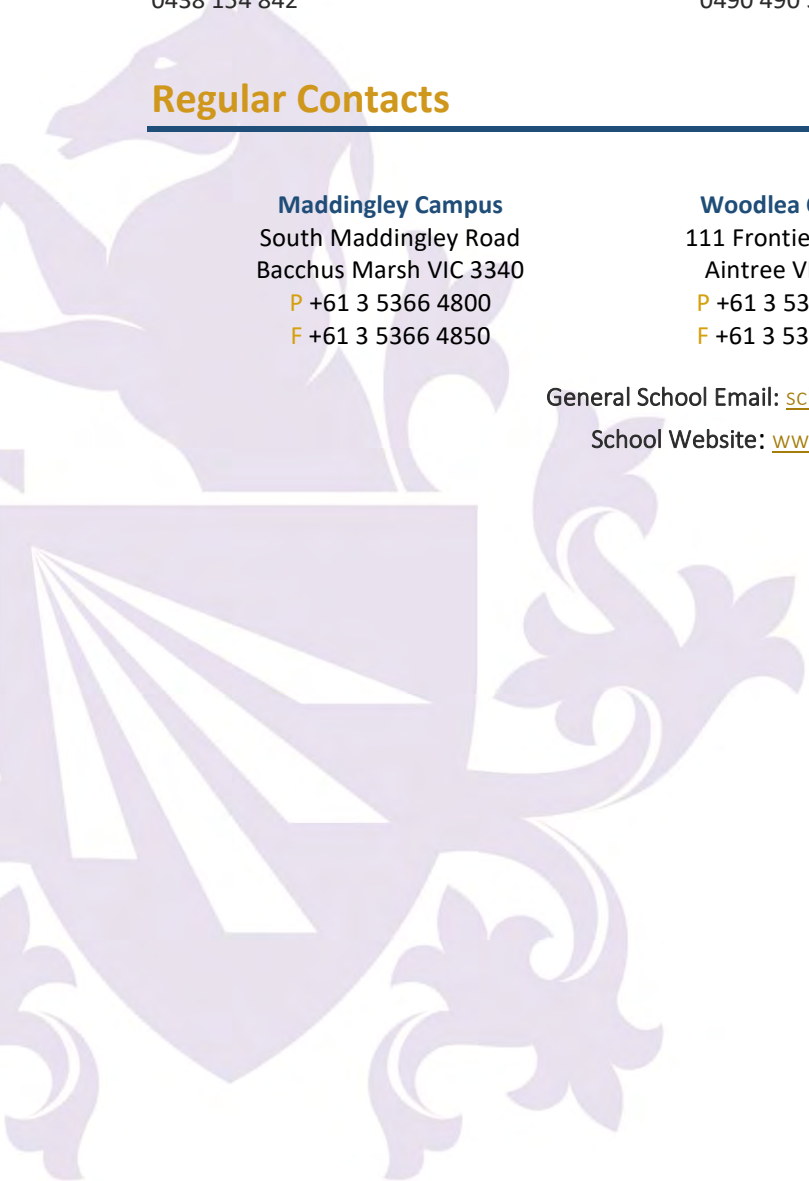 0438 154 842 0490 490
Regular Contacts
Maddingley Campus
South Maddingley Road
Bacchus Marsh VIC 3340
P +61 3 5366 4800
F +61 3 5366 4850
Woodlea
111 Frontie
Aintree V
P +61 3 53
F +61 3 53
General School Email: sc
School Website: ww